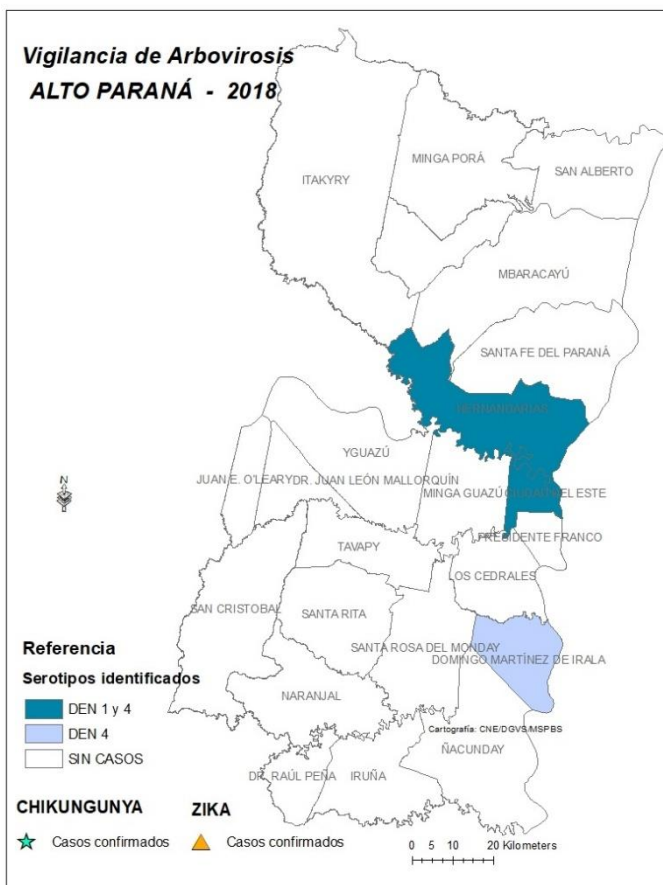 Vigilancia de Arbovirosis
ALTO PARANÁ - 2018
ITAKYRY
MINGA PORÁ
SAN ALBERTO
MBARACAYÚ
SANTA FE DEL PARANÁ
HERNANDARIAS
YGUAZÚ
JUAN E. O'LEARY
DR. JUAN LEÓN MALLORQUÍN
MINGA GUAZÚ
CIUDAD DEL ESTE
PRESIDENTE FRANCO
TAVAPY
LOS CEDRALES
SAN CRISTOBAL
SANTA RITA
SANTA ROSA DEL MONDAY
DOMINGO MARTÍNEZ DE IRALA
NARANJAL
ÑACUNDAY
DR. RAÚL PEÑA
IRUÑA
N
Referencia
Serotipos identificados
DEN 1 y 4
DEN 4
SIN CASOS
Cartografía: CNE/DGVS/MSPBS
CHIKUNGUNYA
ZIKA
Casos confirmados
Casos confirmados
0 5 10 20 Kilometers